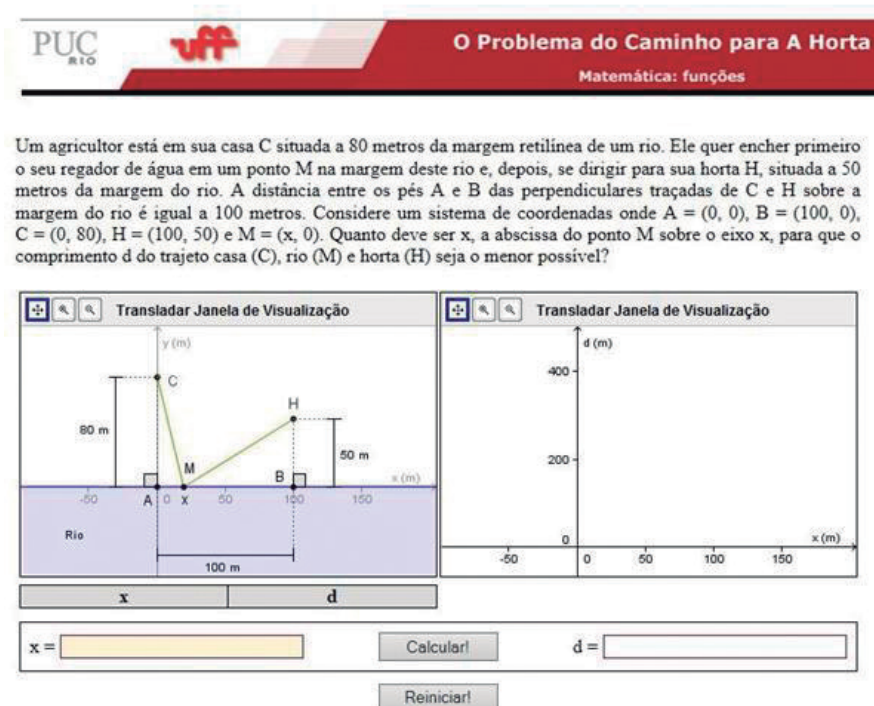 PUC
RIO
uff
O Problema do Caminho para A Horta
Matemática: funções
Um agricultor está em sua casa C situada a 80 metros da margem retilínea de um rio. Ele quer encher primeiro
o seu regador de água em um ponto M na margem deste rio e, depois, se dirigir para sua horta H, situada a 50
metros da margem do rio. A distância entre os pés A e B das perpendiculares traçadas de C e H sobre a
margem do rio é igual a 100 metros. Considere um sistema de coordenadas onde A = (0, 0), B = (100, 0),
C = (0, 80), H = (100, 50) e M = (x, 0). Quanto deve ser x, a abscissa do ponto M sobre o eixo x, para que o
comprimento d do trajeto casa (C), rio (M) e horta (H) seja o menor possível?
Transladar Janela de Visualização
y (m)
C
H
80 m
50 m
M
B
x (m)
-50
A
0
x
50
100
150
Rio
100 m
Transladar Janela de Visualização
d (m)
400
200
0
x (m)
-50
0
50
100
150
x
d
x =
Calcular!
d =
Reiniciar!